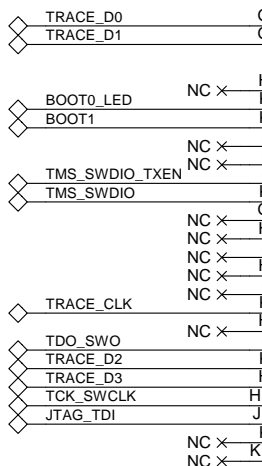 TRACE_D0
TRACE_D1
NC
BOOT0_LED
BOOT1
NC
NC
TMS_SWDIO_TXEN
TMS_SWDIO
NC
NC
NC
NC
NC
TRACE_CLK
NC
TDO_SWO
TRACE_D2
TRACE_D3
TCK_SWCLK H
JTAG_TDI J
NC
NC K